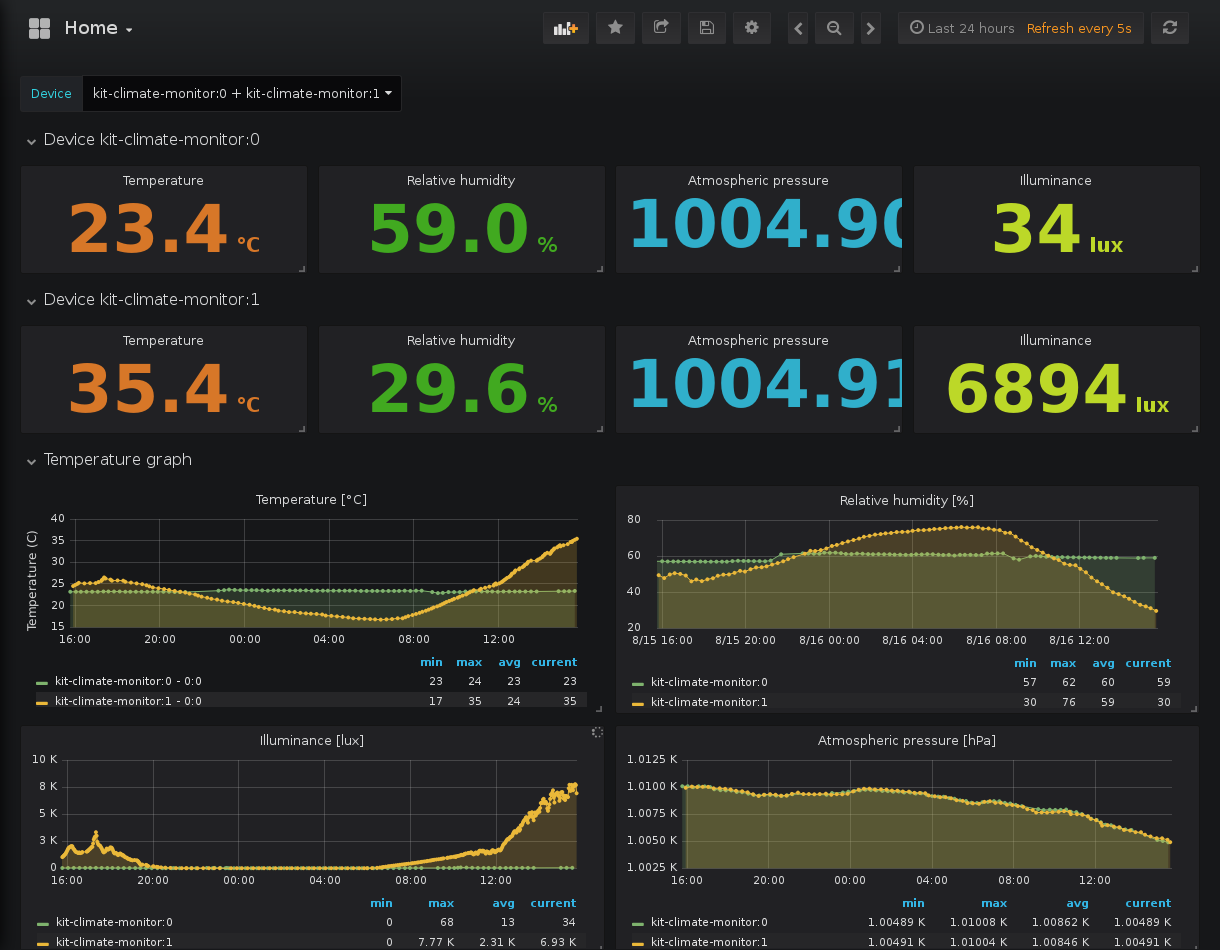 Home
Last 24 hours Refresh every 5s
Device kit-climate-monitor:0 + kit-climate-monitor:1
Device kit-climate-monitor:0
Temperature Relative humidity Atmospheric pressure Illuminance
23.4 °C 59.0 % 1004.90 34 lux
Device kit-climate-monitor:1
Temperature Relative humidity Atmospheric pressure Illuminance
35.4 °C 29.6 % 1004.91 6894 lux
Temperature graph
Temperature [°C]
Temperature (C)
40
35
30
25
20
15
16:00 20:00 00:00 04:00 08:00 12:00
min max avg current
kit-climate-monitor:0 - 0:0 23 24 23 23
kit-climate-monitor:1 - 0:0 17 35 24 35
Relative humidity [%]
80
60
40
20
8/15 16:00 8/15 20:00 8/16 00:00 8/16 04:00 8/16 08:00 8/16 12:00
min max avg current
kit-climate-monitor:0 57 62 60 59
kit-climate-monitor:1 30 76 59 30
Illuminance [lux]
10 K
8 K
5 K
3 K
0
16:00 20:00 00:00 04:00 08:00 12:00
min max avg current
kit-climate-monitor:0 0 68 13 34
kit-climate-monitor:1 0 7.77 K 2.31 K 6.93 K
Atmospheric pressure [hPa]
1.0125 K
1.0100 K
1.0075 K
1.0050 K
1.0025 K
16:00 20:00 00:00 04:00 08:00 12:00
min max avg current
kit-climate-monitor:0 1.00489 K 1.01008 K 1.00862 K 1.00489 K
kit-climate-monitor:1 1.00491 K 1.01004 K 1.00846 K 1.00491 K